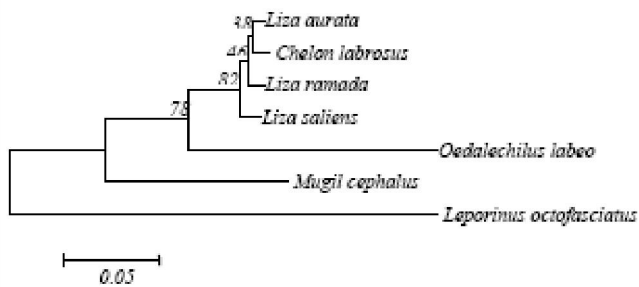 38 Liza aurata
Chelon labrosus
46
Liza ramada
82
Liza saliens
78
Oedalechilus labeo
Mugil cephalus
Leporinus octofasciatus
0.05